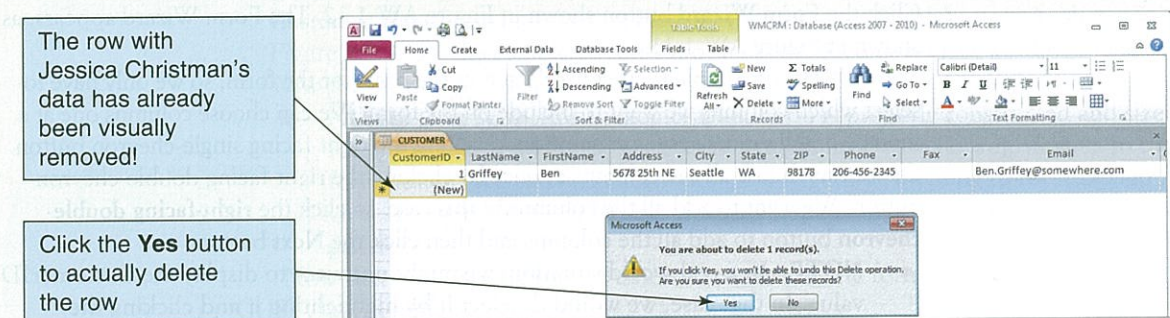 The row with
Jessica Christman's
data has already
been visually
removed!
Click the Yes button
to actually delete
the row
Table Tools WMCRM : Database (Access 2007 - 2010) - Microsoft Access
File Home Create External Data Database Tools Fields Table
View Paste Cut Copy Format Painter
Filter Ascending Descending Remove Sort Selection Advanced Toggle Filter
Refresh All New Save Delete Totals Spelling More
Find Replace Go To Select
Calibri (Detail) 11
B I U
A
Views Clipboard Sort & Filter Records Find Text Formatting
CUSTOMER
CustomerID LastName FirstName Address City State ZIP Phone Fax Email
1 Griffey Ben 5678 25th NE Seattle WA 98178 206-456-2345 Ben.Griffey@somewhere.com
* (New)
Microsoft Access
You are about to delete 1 record(s).
If you click Yes, you won't be able to undo this Delete operation.
Are you sure you want to delete these records?
Yes No